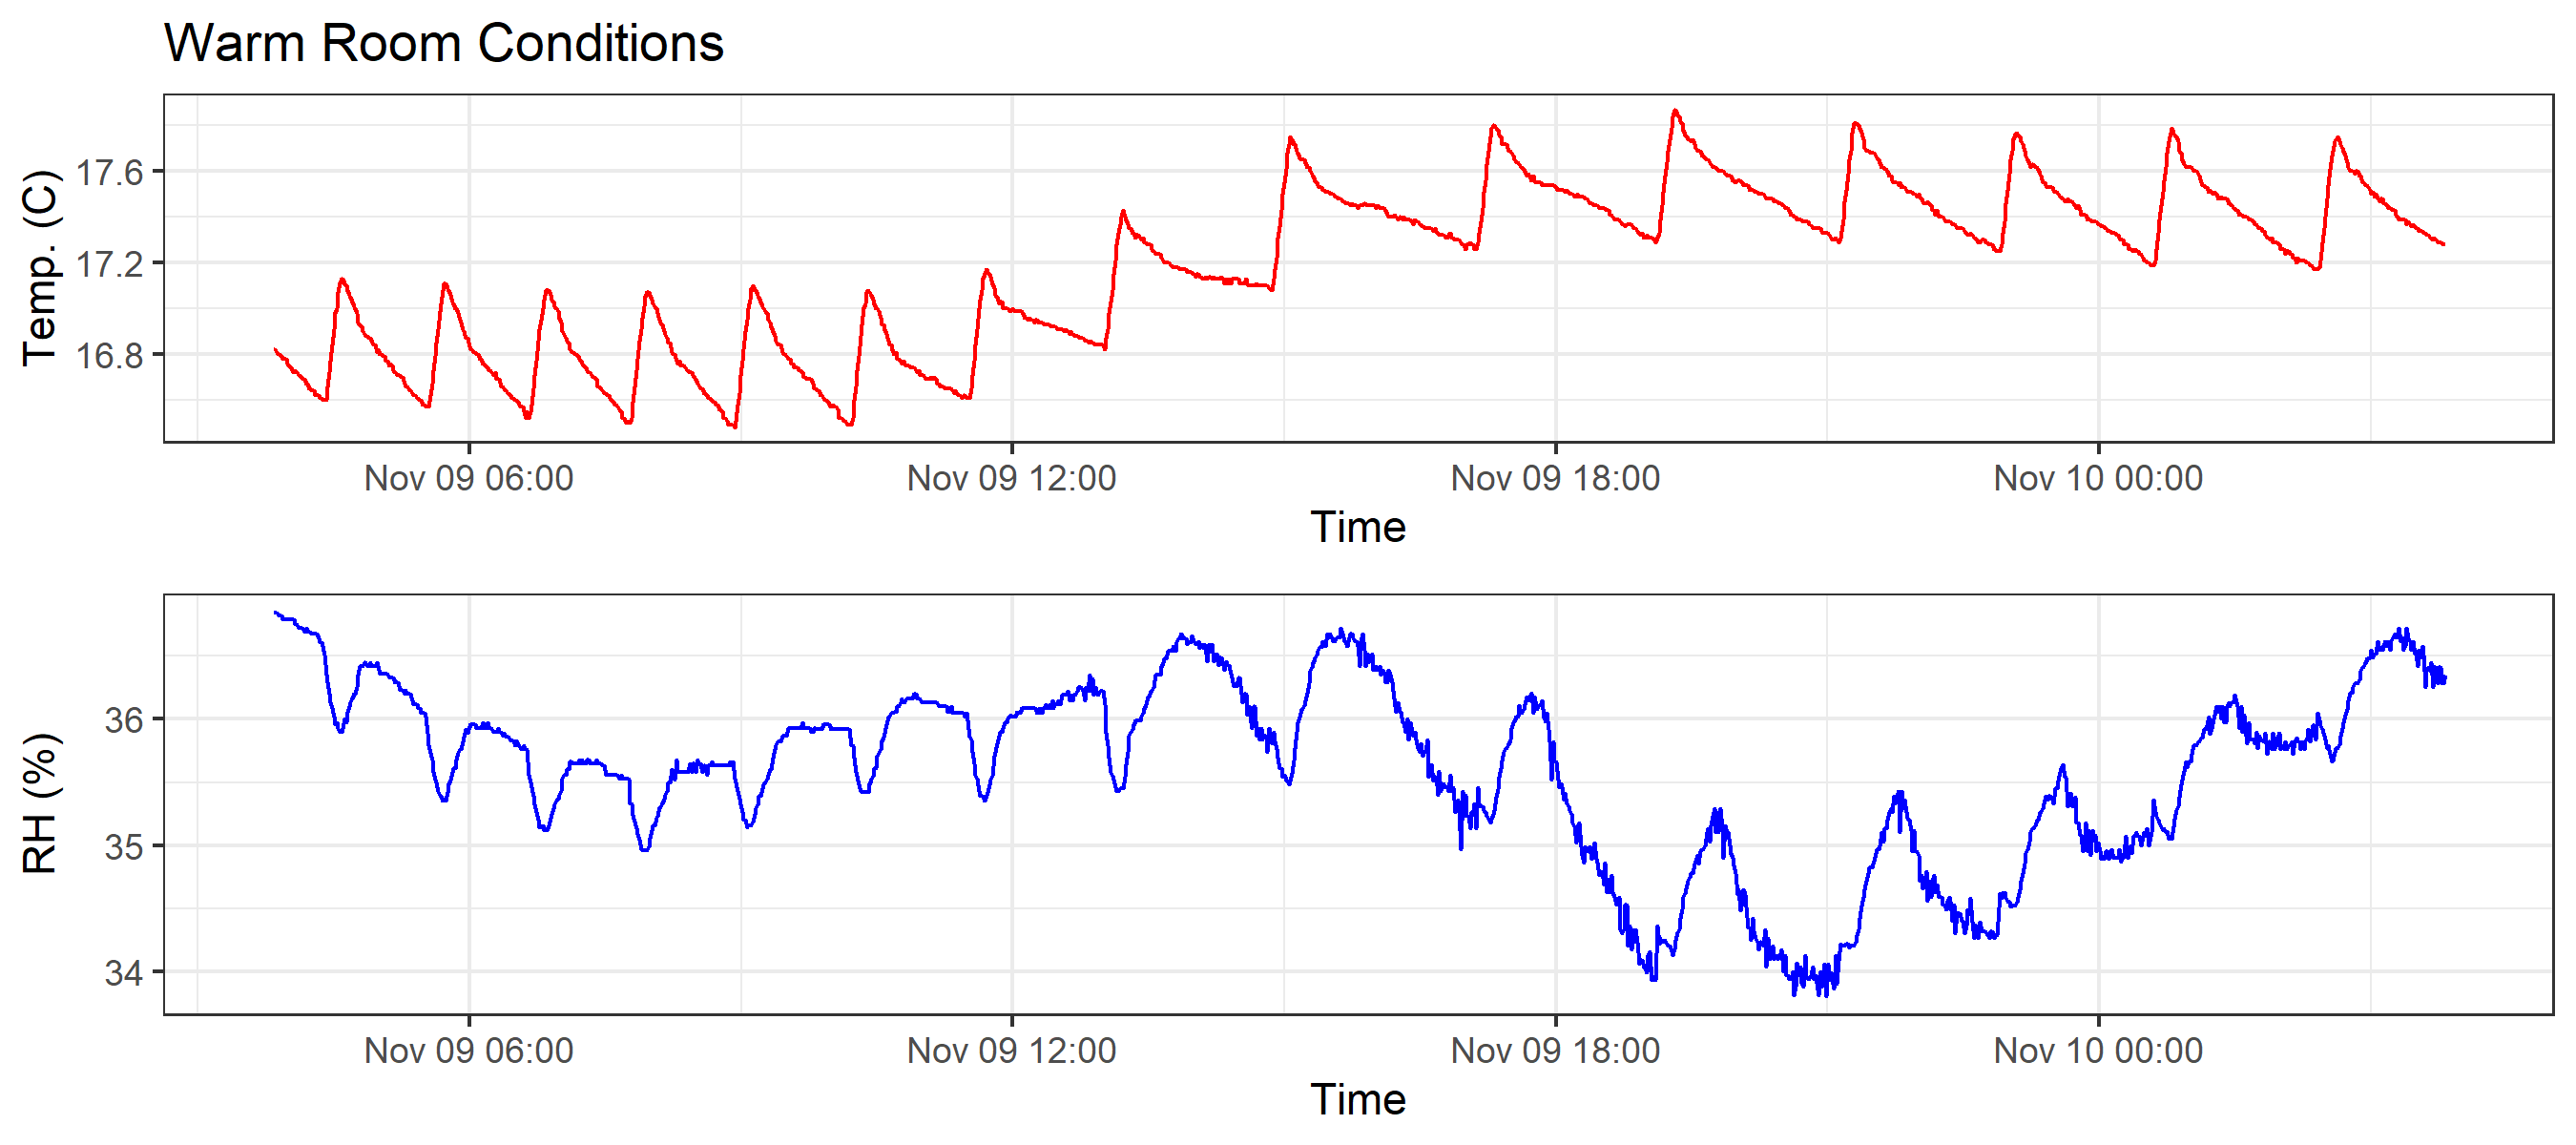 Warm Room Conditions
Temp. (C)
17.6
17.2
16.8
Nov 09 06:00 Nov 09 12:00 Nov 09 18:00 Nov 10 00:00
Time
RH (%)
36
35
34
Nov 09 06:00 Nov 09 12:00 Nov 09 18:00 Nov 10 00:00
Time